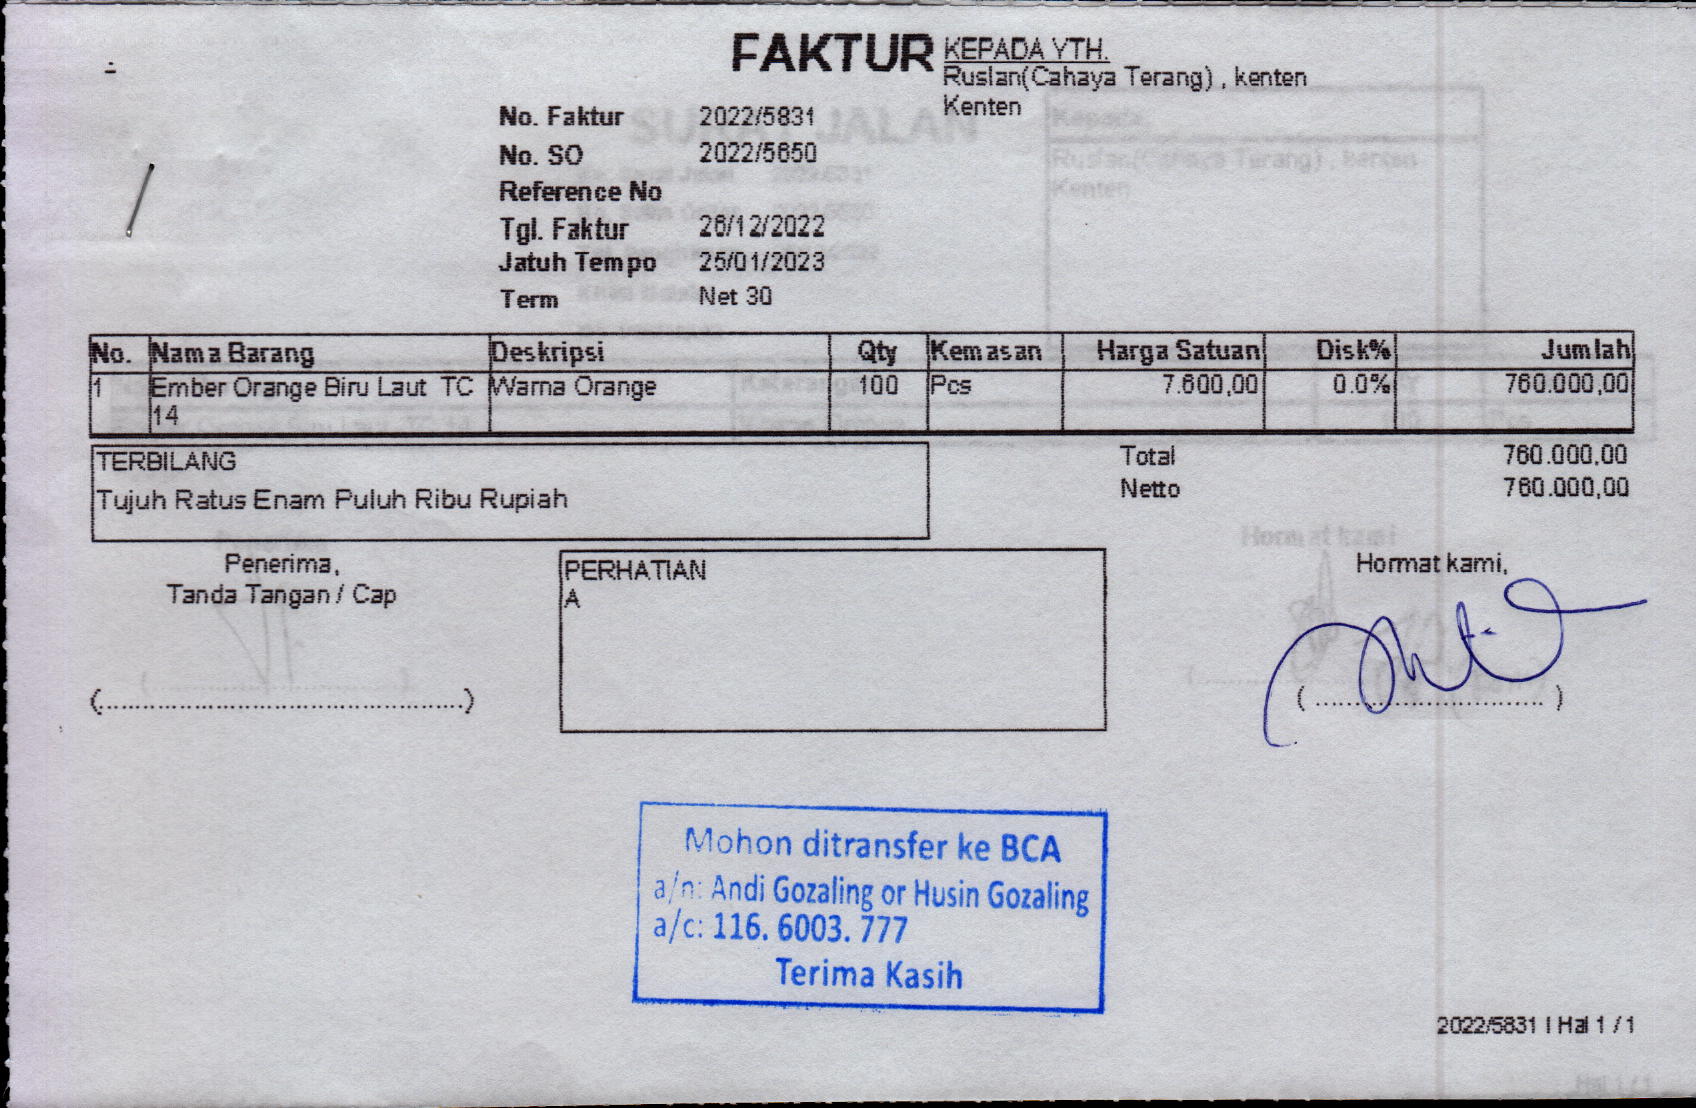 FAKTUR
KEPADA YTH.
Ruslan(Cahaya Terang) , kenten
Kenten
No. Faktur 2022/5831
No. SO 2022/5650
Reference No
Tgl. Faktur 26/12/2022
Jatuh Tempo 25/01/2023
Term Net 30
No. Nama Barang Deskripsi Qty Kemasan Harga Satuan Disk% Jumlah
1 Ember Orange Biru Laut TC Warna Orange 100 Pcs 7.600,00 0.0% 760.000,00
14
TERBILANG
Tujuh Ratus Enam Puluh Ribu Rupiah
Total 760.000,00
Netto 760.000,00
Penerima,
Tanda Tangan / Cap
(..............................................)
PERHATIAN
A
Hormat kami,
( ............................. )
Mohon ditransfer ke BCA
a/n: Andi Gozaling or Husin Gozaling
a/c: 116. 6003. 777
Terima Kasih
2022/5831 | Hal 1 / 1